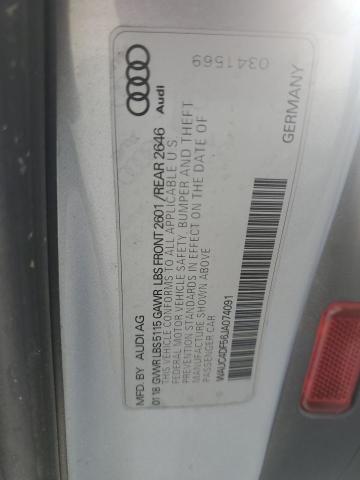 Audi
0341569
MFD. BY AUDI AG
GERMANY
01 18 GVWR LBS 5115 GAWR LBS FRONT 2601 / REAR 2646
THIS VEHICLE CONFORMS TO ALL APPLICABLE U S
FEDERAL MOTOR VEHICLE SAFETY, BUMPER AND THEFT
PREVENTION STANDARDS IN EFFECT ON THE DATE OF
MANUFACTURE SHOWN ABOVE
PASSENGER CAR
WAUC4DF56JA074091